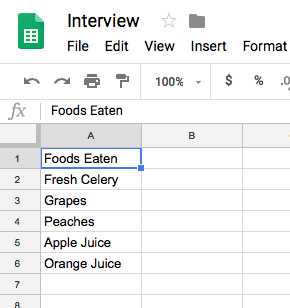 Interview
File Edit View Insert Format
100% $ % .0
fx Foods Eaten
A B
1 Foods Eaten
2 Fresh Celery
3 Grapes
4 Peaches
5 Apple Juice
6 Orange Juice
7
8